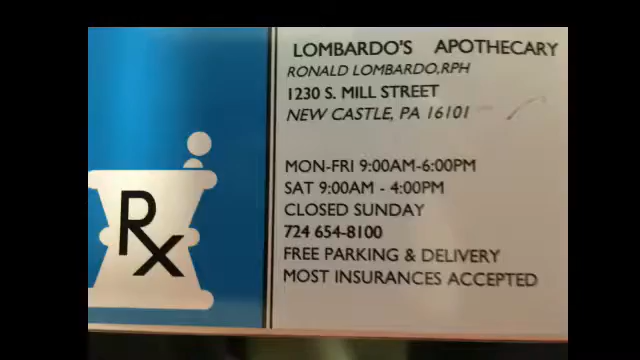 LOMBARDO'S APOTHECARY
RONALD LOMBARDO,RPH
1230 S. MILL STREET
NEW CASTLE, PA 16101
MON-FRI 9:00AM-6:00PM
SAT 9:00AM - 4:00PM
CLOSED SUNDAY
724 654-8100
FREE PARKING & DELIVERY
MOST INSURANCES ACCEPTED
Rx